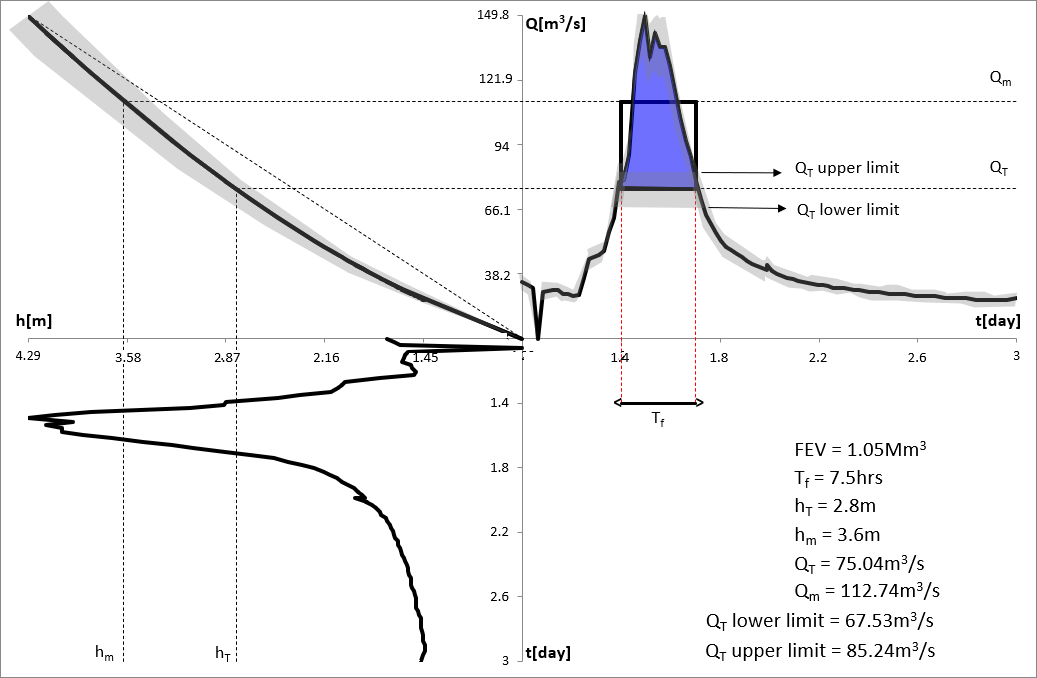 149.8
Q[m³/s]
121.9
Qm
94
QT upper limit
QT
66.1
QT lower limit
38.2
h[m]
t[day]
4.29
3.58
2.87
2.16
1.45
1.4
1.8
2.2
2.6
3
1.4
Tf
1.8
2.2
2.6
3
hm
hT
t[day]
FEV = 1.05Mm³
Tf = 7.5hrs
hT = 2.8m
hm = 3.6m
QT = 75.04m³/s
Qm = 112.74m³/s
QT lower limit = 67.53m³/s
QT upper limit = 85.24m³/s